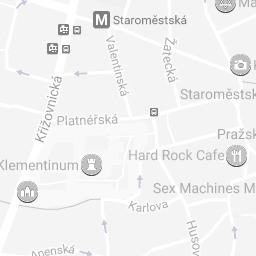 M Staroměstská
Valentinská
Žatecká
Křižovnická
Staroměstsk
Platnéřská
Pražsk
Klementinum
Hard Rock Cafe
Sex Machines M
Karlova
Husov
Anenská